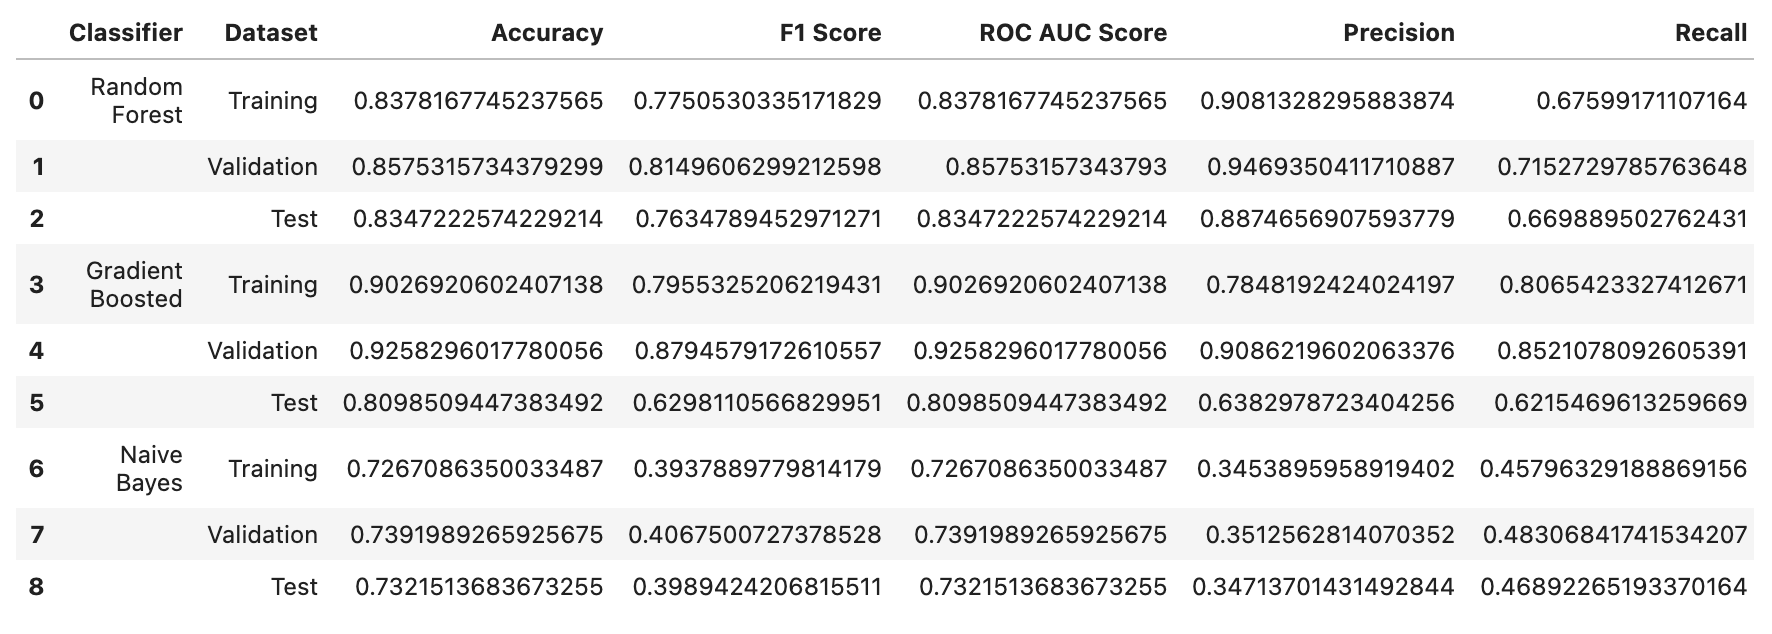 Classifier Dataset Accuracy F1 Score ROC AUC Score Precision Recall
0 Random Forest Training 0.8378167745237565 0.7750530335171829 0.8378167745237565 0.9081328295883874 0.67599171107164
1 Validation 0.8575315734379299 0.8149606299212598 0.85753157343793 0.9469350411710887 0.7152729785763648
2 Test 0.8347222574229214 0.7634789452971271 0.8347222574229214 0.8874656907593779 0.669889502762431
3 Gradient Boosted Training 0.9026920602407138 0.7955325206219431 0.9026920602407138 0.7848192424024197 0.8065423327412671
4 Validation 0.9258296017780056 0.8794579172610557 0.9258296017780056 0.9086219602063376 0.8521078092605391
5 Test 0.8098509447383492 0.6298110566829951 0.8098509447383492 0.6382978723404256 0.6215469613259669
6 Naive Bayes Training 0.7267086350033487 0.3937889779814179 0.7267086350033487 0.3453895958919402 0.45796329188869156
7 Validation 0.7391989265925675 0.4067500727378528 0.7391989265925675 0.3512562814070352 0.48306841741534207
8 Test 0.7321513683673255 0.3989424206815511 0.7321513683673255 0.34713701431492844 0.46892265193370164